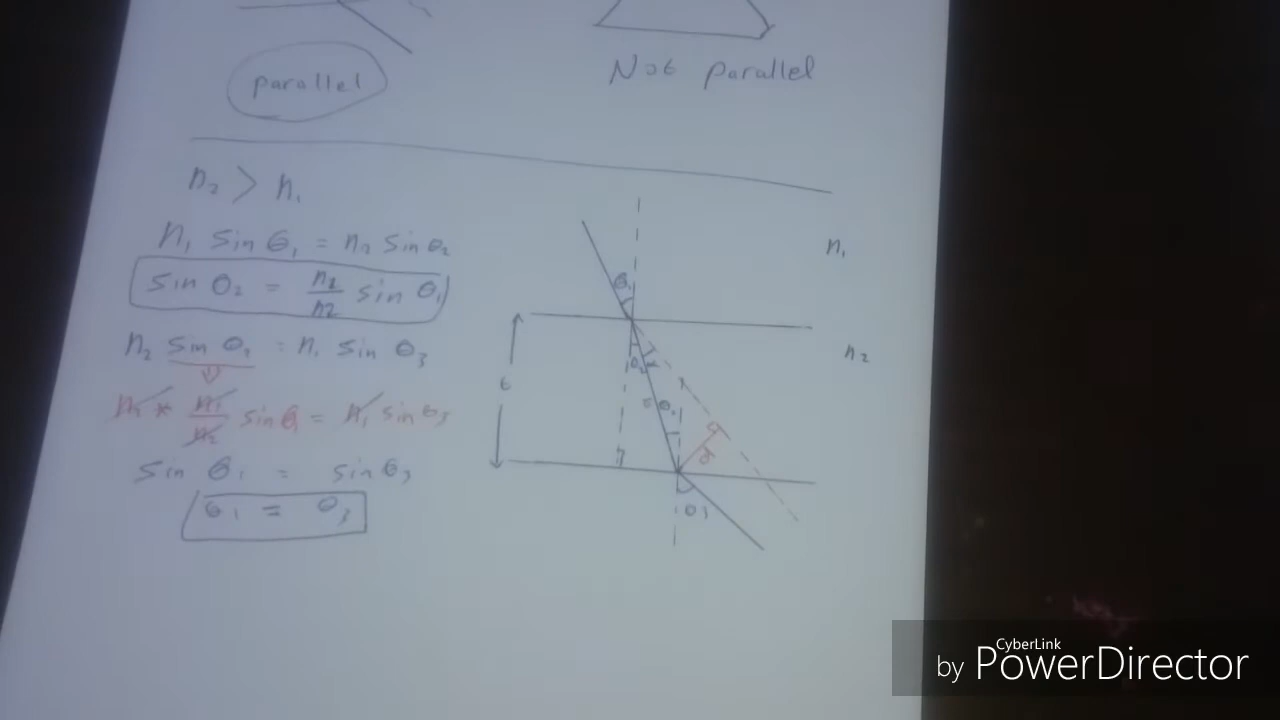 parallel
Not parallel
n₂ > n₁
n₁ sin θ₁ = n₂ sin θ₂
sin θ₂ = n₁/n₂ sin θ₁
n₂ sin θ₂ = n₁ sin θ₃
n₂ * n₁/n₂ sin θ₁ = n₁ sin θ₃
sin θ₁ = sin θ₃
θ₁ = θ₃
n₁
θ₁
n₂
θ₂
t
θ₂
d
θ₃
CyberLink
by PowerDirector